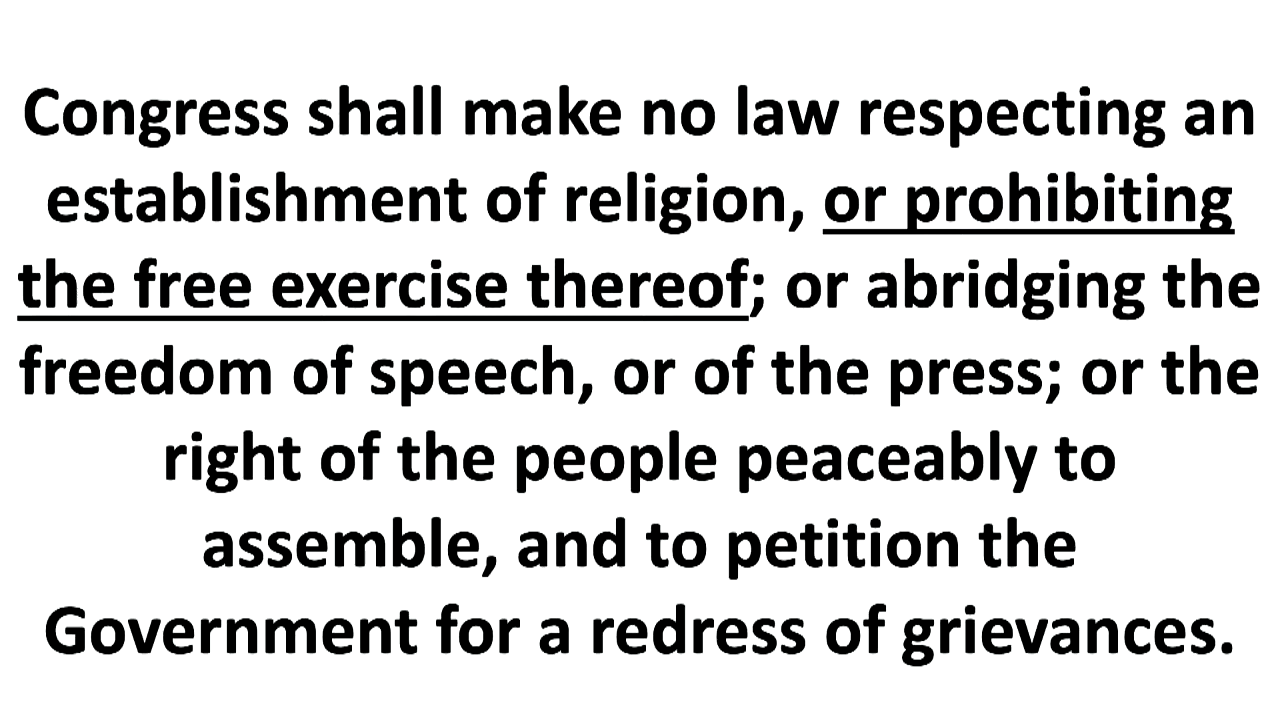 Congress shall make no law respecting an
establishment of religion, or prohibiting
the free exercise thereof; or abridging the
freedom of speech, or of the press; or the
right of the people peaceably to
assemble, and to petition the
Government for a redress of grievances.